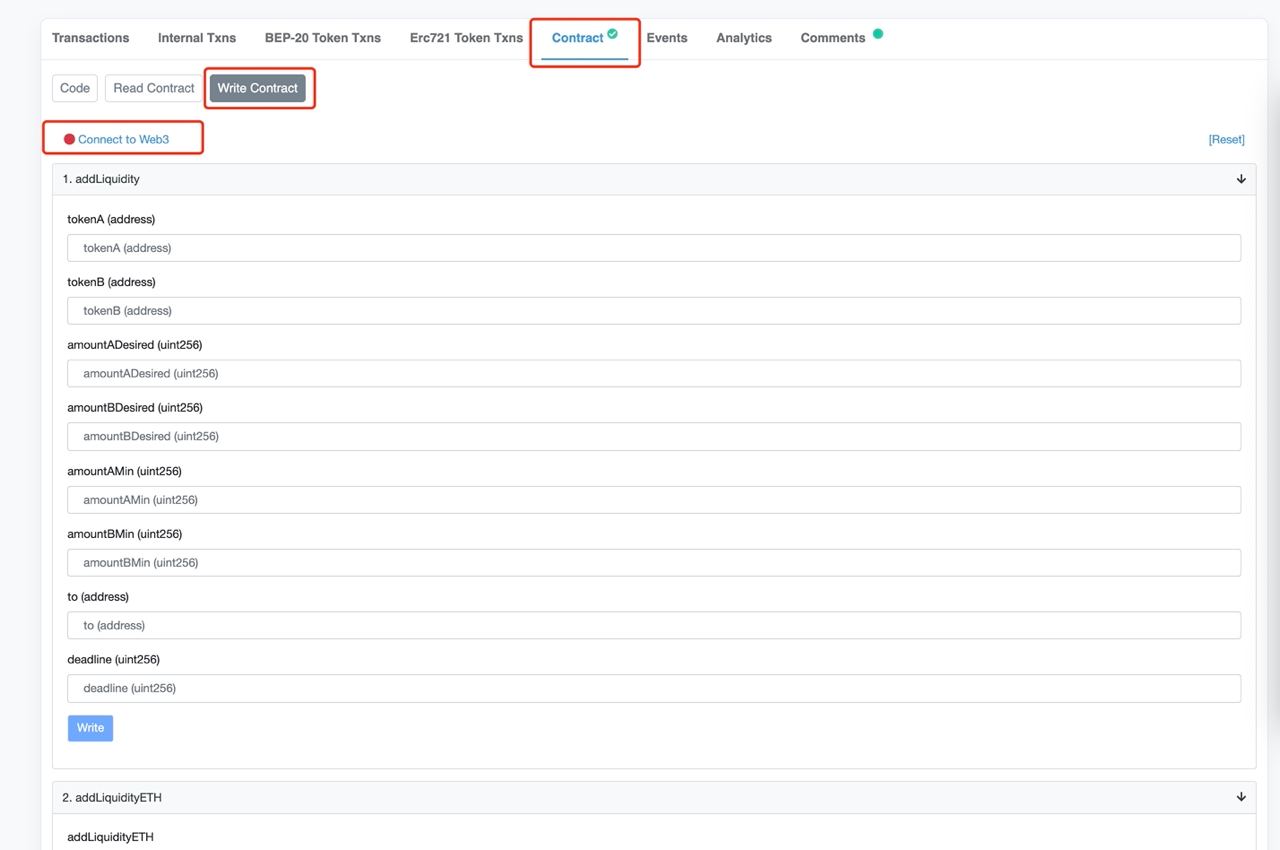 Transactions Internal Txns BEP-20 Token Txns Erc721 Token Txns Contract Events Analytics Comments
Code Read Contract Write Contract
Connect to Web3 [Reset]
1. addLiquidity
tokenA (address)
tokenA (address)
tokenB (address)
tokenB (address)
amountADesired (uint256)
amountADesired (uint256)
amountBDesired (uint256)
amountBDesired (uint256)
amountAMin (uint256)
amountAMin (uint256)
amountBMin (uint256)
amountBMin (uint256)
to (address)
to (address)
deadline (uint256)
deadline (uint256)
Write
2. addLiquidityETH
addLiquidityETH